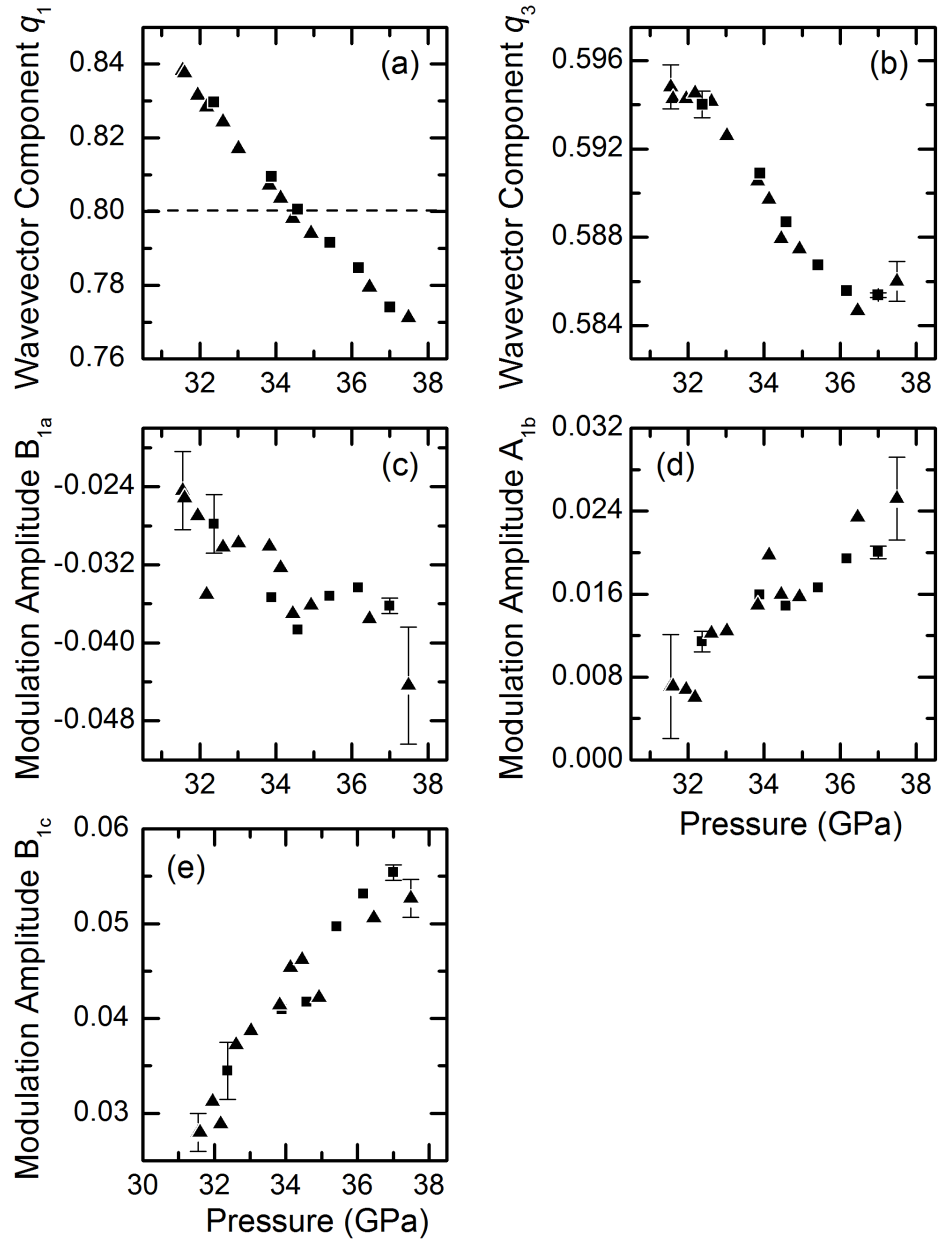 Wavevector Component q1
(a)
0.84
0.82
0.80
0.78
0.76
32 34 36 38
Wavevector Component q3
(b)
0.596
0.592
0.588
0.584
32 34 36 38
Modulation Amplitude B1a
(c)
-0.024
-0.032
-0.040
-0.048
32 34 36 38
Modulation Amplitude A1b
(d)
0.032
0.024
0.016
0.008
0.000
32 34 36 38
Pressure (GPa)
Modulation Amplitude B1c
(e)
0.06
0.05
0.04
0.03
30 32 34 36 38
Pressure (GPa)